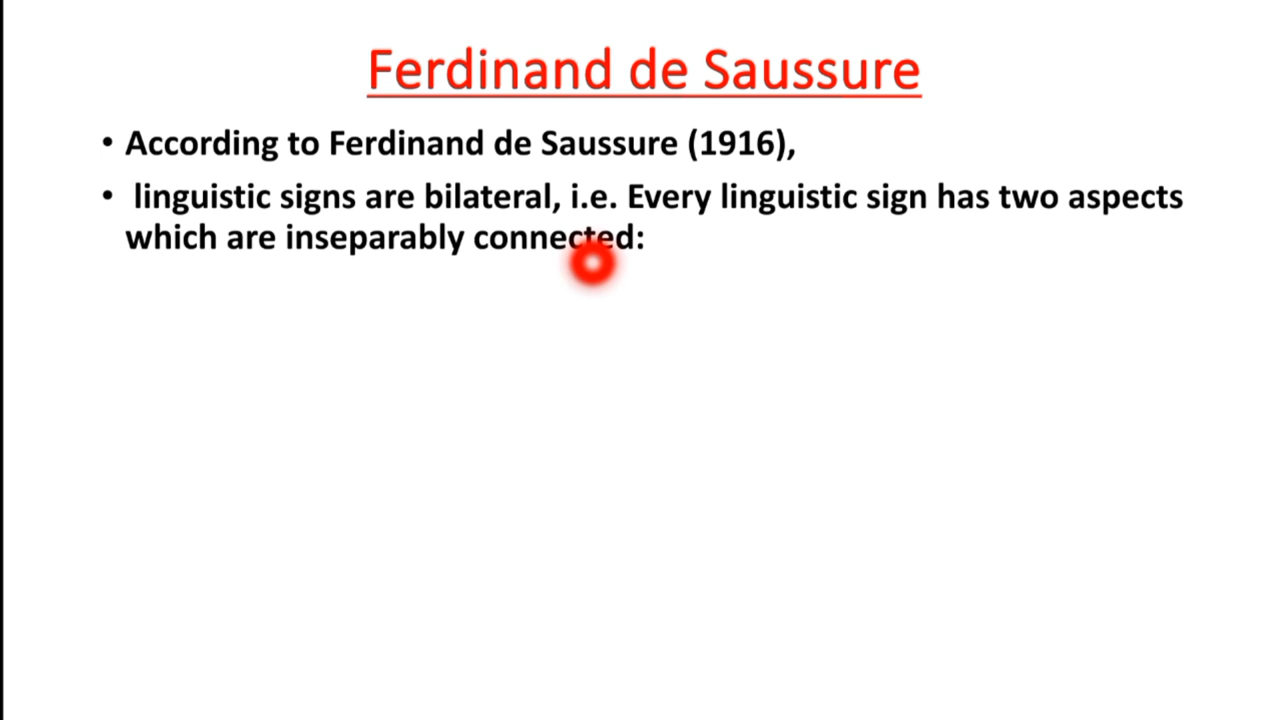 Ferdinand de Saussure
• According to Ferdinand de Saussure (1916),
• linguistic signs are bilateral, i.e. Every linguistic sign has two aspects
which are inseparably connected: